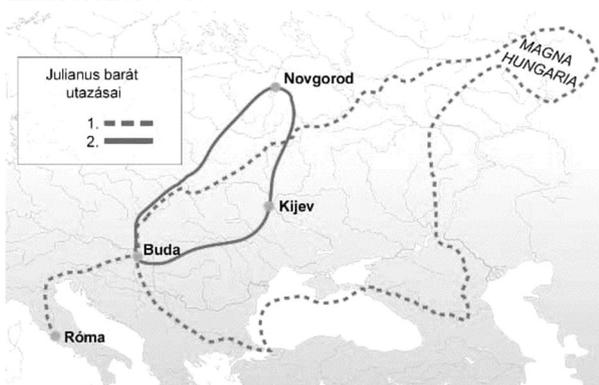 Julianus barát
utazásai
1.
2.
MAGNA
HUNGARIA
Novgorod
Kijev
Buda
Róma